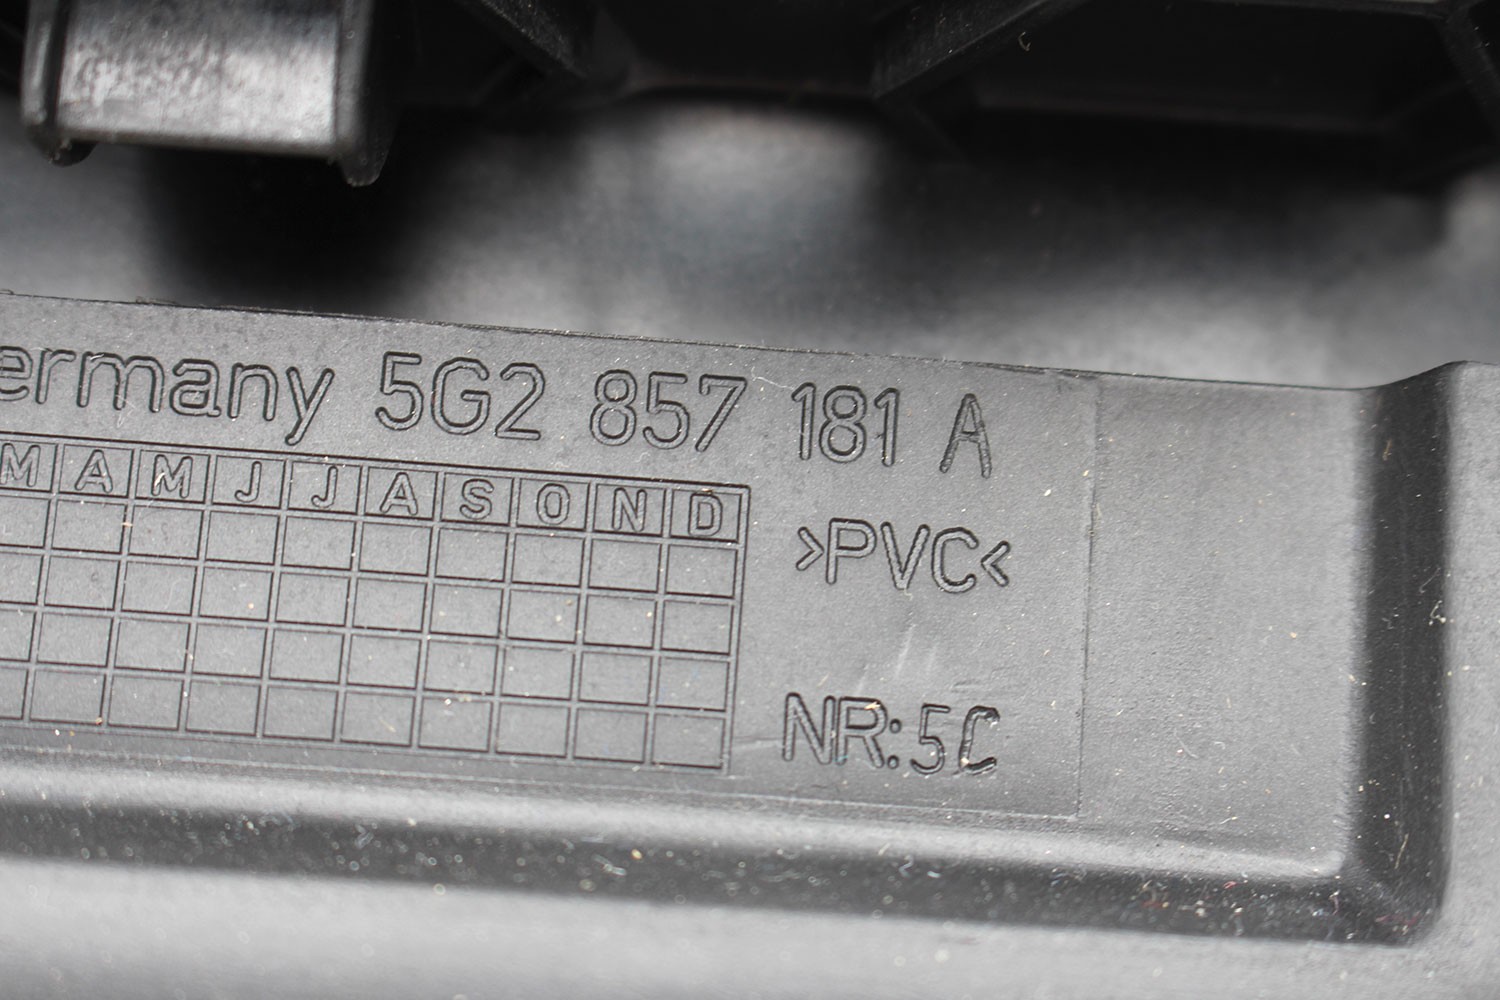 ermany 5G2 857 181 A
M A M J J A S O N D
>PVC<
NR:5C